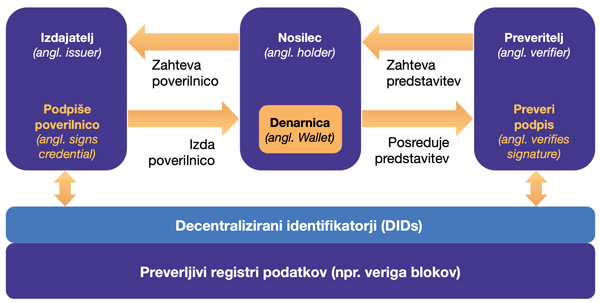 Izdajatelj
(angl. issuer)
Podpiše
poverilnico
(angl. signs
credential)
Zahteva
poverilnico
Izda
poverilnico
Nosilec
(angl. holder)
Denarnica
(angl. Wallet)
Zahteva
predstavitev
Posreduje
predstavitev
Preveritelj
(angl. verifier)
Preveri
podpis
(angl. verifies
signature)
Decentralizirani identifikatorji (DIDs)
Preverljivi registri podatkov (npr. veriga blokov)